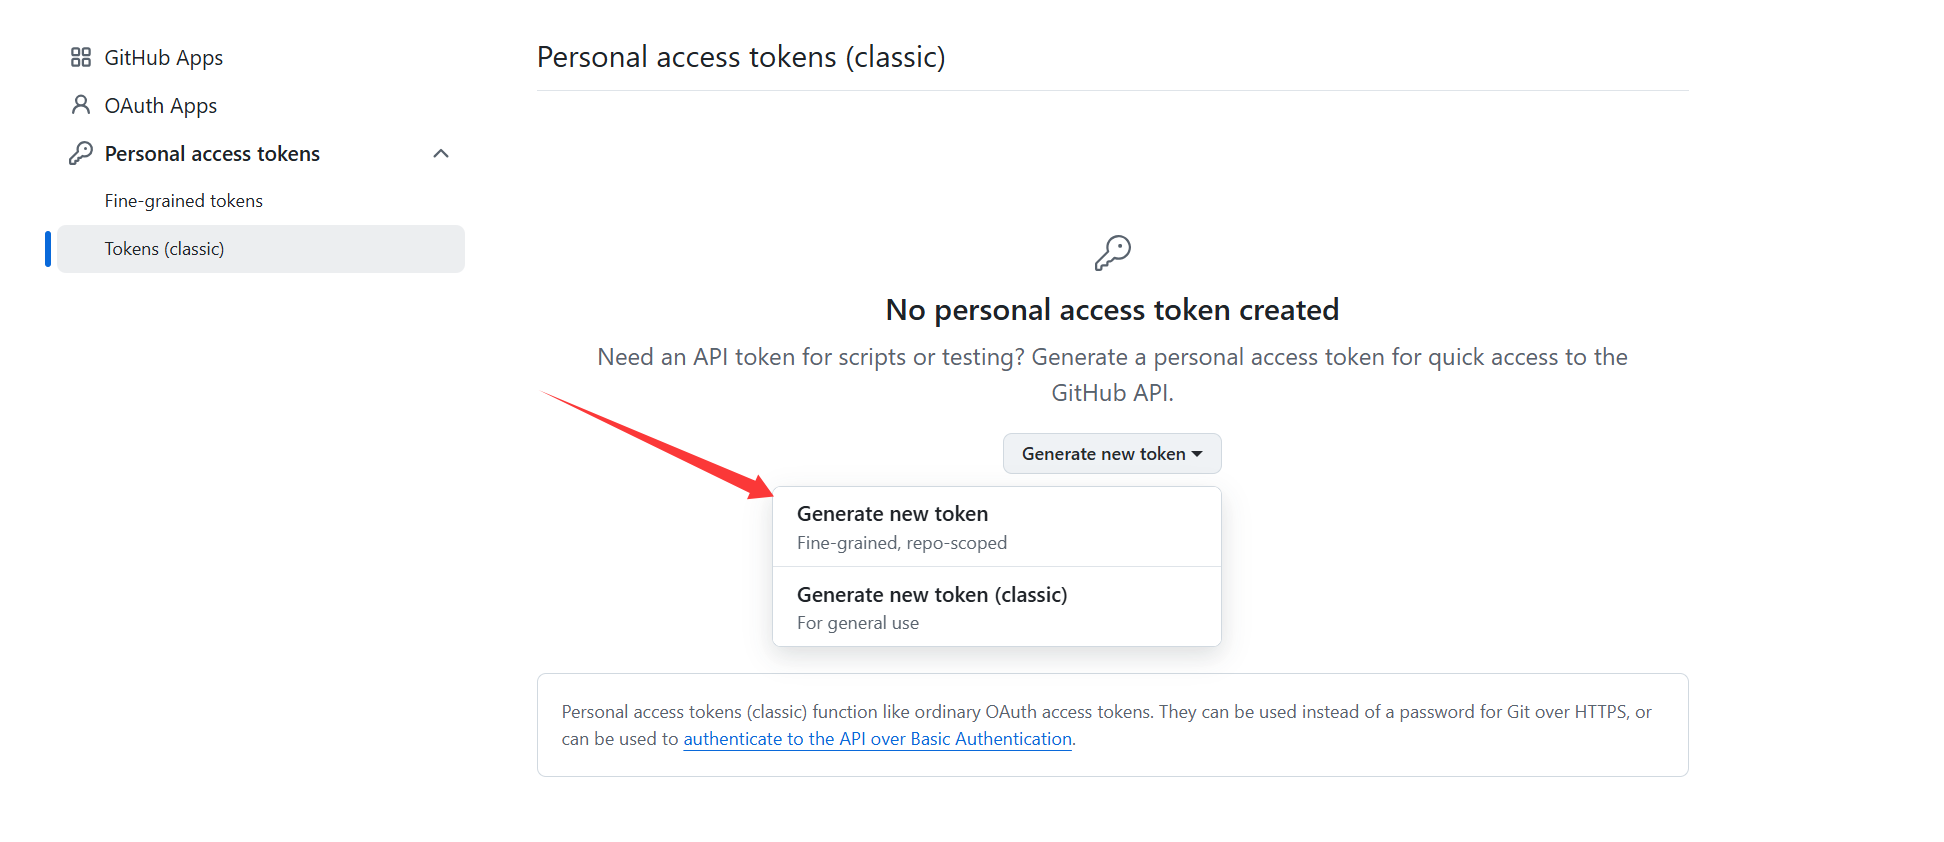 GitHub Apps
OAuth Apps
Personal access tokens
Fine-grained tokens
Tokens (classic)
Personal access tokens (classic)
No personal access token created
Need an API token for scripts or testing? Generate a personal access token for quick access to the
GitHub API.
Generate new token
Generate new token
Fine-grained, repo-scoped
Generate new token (classic)
For general use
Personal access tokens (classic) function like ordinary OAuth access tokens. They can be used instead of a password for Git over HTTPS, or
can be used to authenticate to the API over Basic Authentication.